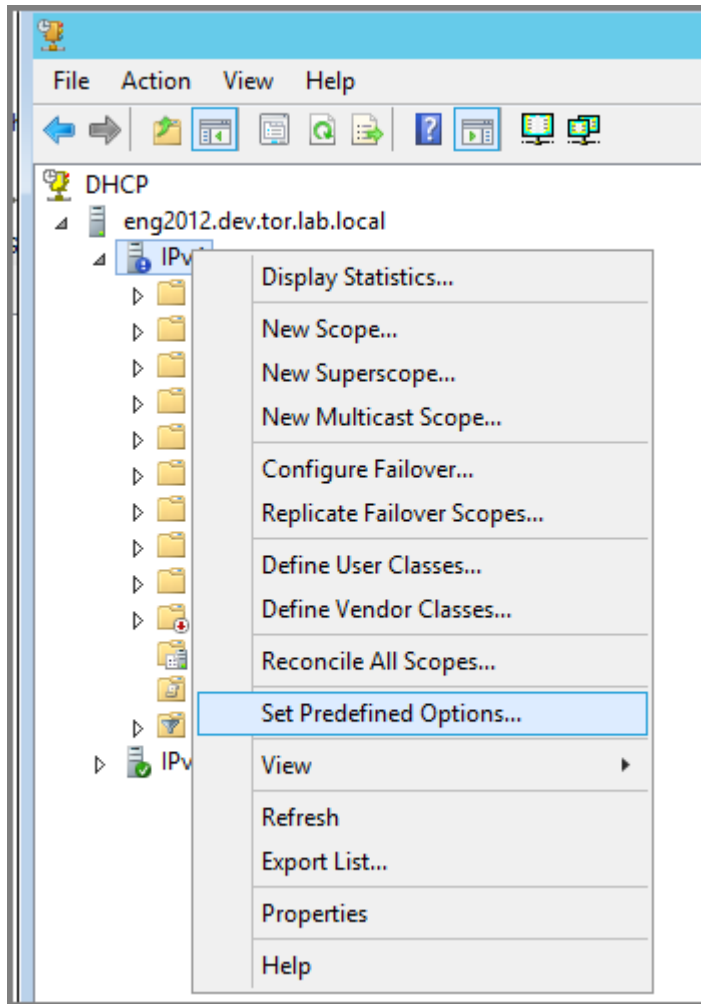 File Action View Help
DHCP
eng2012.dev.tor.lab.local
Display Statistics...
New Scope...
New Superscope...
New Multicast Scope...
Configure Failover...
Replicate Failover Scopes...
Define User Classes...
Define Vendor Classes...
Reconcile All Scopes...
Set Predefined Options...
View
Refresh
Export List...
Properties
Help